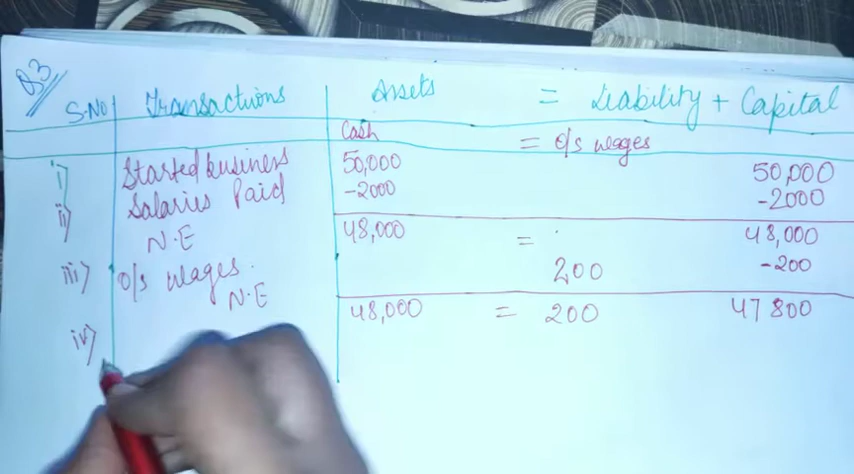 Q3
S.NO Transactions Assets = Liability + Capital
Cash = O/s wages
i) Started business 50,000 50,000
ii) Salaries Paid -2000 -2000
N.E 48,000 = 48,000
iii) O/s wages. 200 -200
N.E 48,000 = 200 47800
iv)